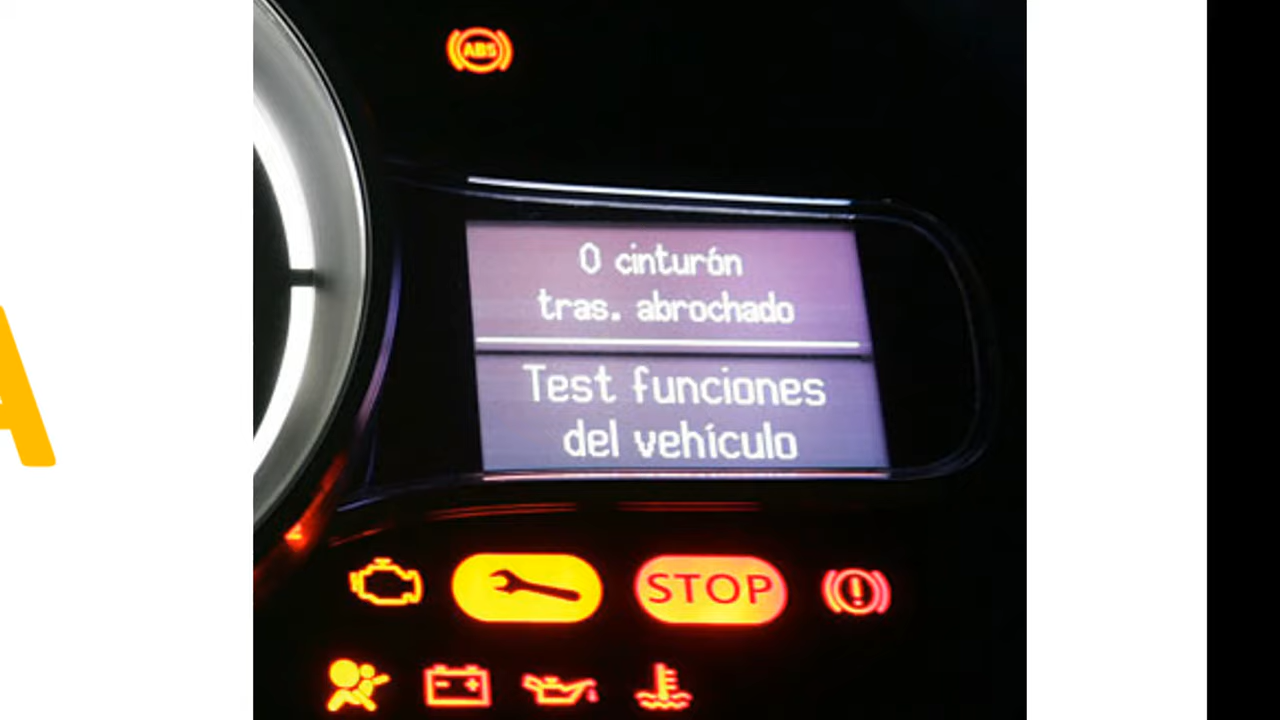 ABS
0 cinturón
tras. abrochado
Test funciones
del vehículo
STOP
A